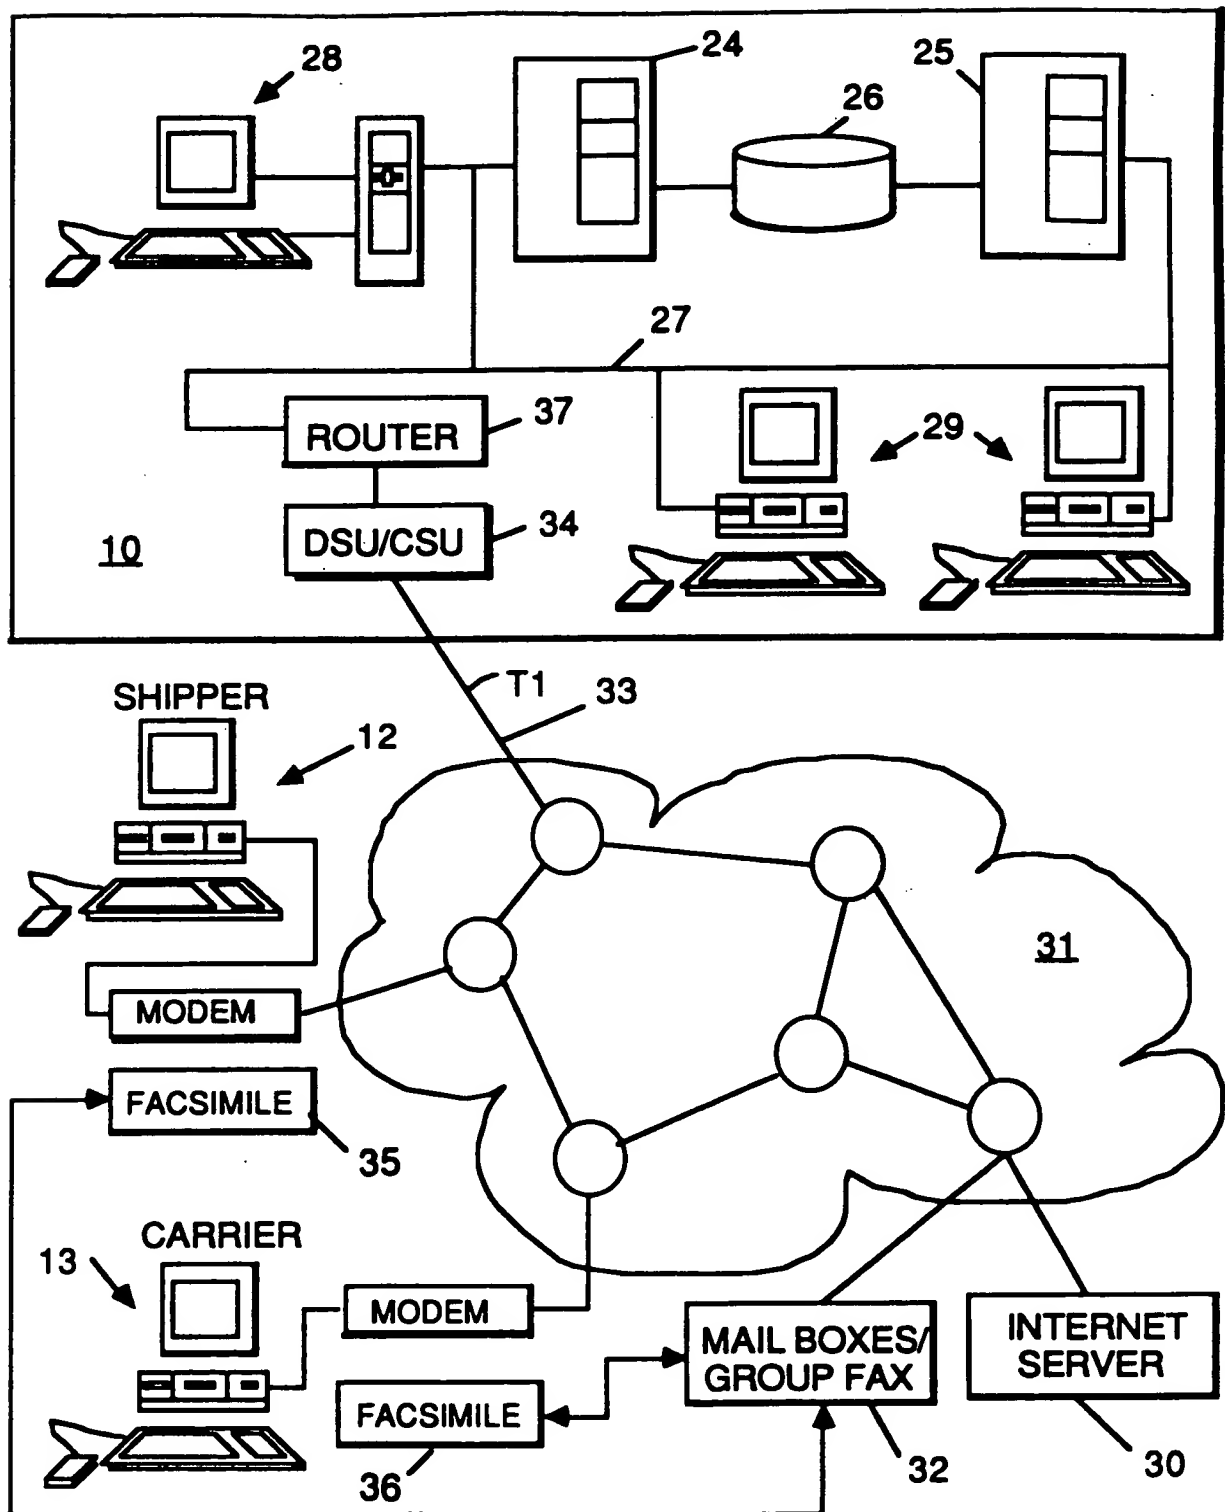 28
24
25
26
27
ROUTER
37
29
DSU/CSU
34
10
T1
33
SHIPPER
12
31
MODEM
FACSIMILE
35
CARRIER
13
MODEM
MAIL BOXES/
GROUP FAX
INTERNET
SERVER
FACSIMILE
36
32
30